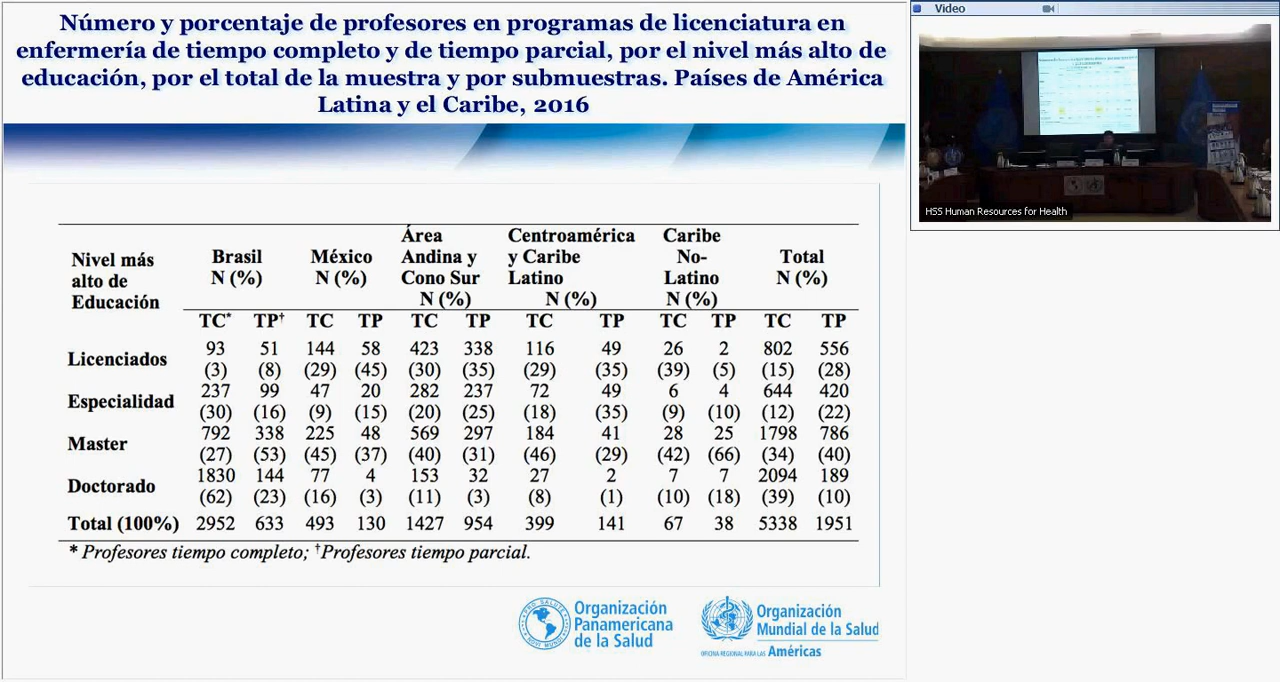 Número y porcentaje de profesores en programas de licenciatura en
enfermería de tiempo completo y de tiempo parcial, por el nivel más alto de
educación, por el total de la muestra y por submuestras. Países de América
Latina y el Caribe, 2016
Nivel más alto de Educación Brasil N (%) México N (%) Área Andina y Cono Sur N (%) Centroamérica y Caribe Latino N (%) Caribe No-Latino N (%) Total N (%)
TC* TP† TC TP TC TP TC TP TC TP TC TP
Licenciados 93 51 144 58 423 338 116 49 26 2 802 556
(3) (8) (29) (45) (30) (35) (29) (35) (39) (5) (15) (28)
Especialidad 237 99 47 20 282 237 72 49 6 4 644 420
(30) (16) (9) (15) (20) (25) (18) (35) (9) (10) (12) (22)
Master 792 338 225 48 569 297 184 41 28 25 1798 786
(27) (53) (45) (37) (40) (31) (46) (29) (42) (66) (34) (40)
Doctorado 1830 144 77 4 153 32 27 2 7 7 2094 189
(62) (23) (16) (3) (11) (3) (8) (1) (10) (18) (39) (10)
Total (100%) 2952 633 493 130 1427 954 399 141 67 38 5338 1951
* Profesores tiempo completo; †Profesores tiempo parcial.
Organización
Panamericana
de la Salud
Organización
Mundial de la Salud
OFICINA REGIONAL PARA LAS Américas
Video
HSS Human Resources for Health